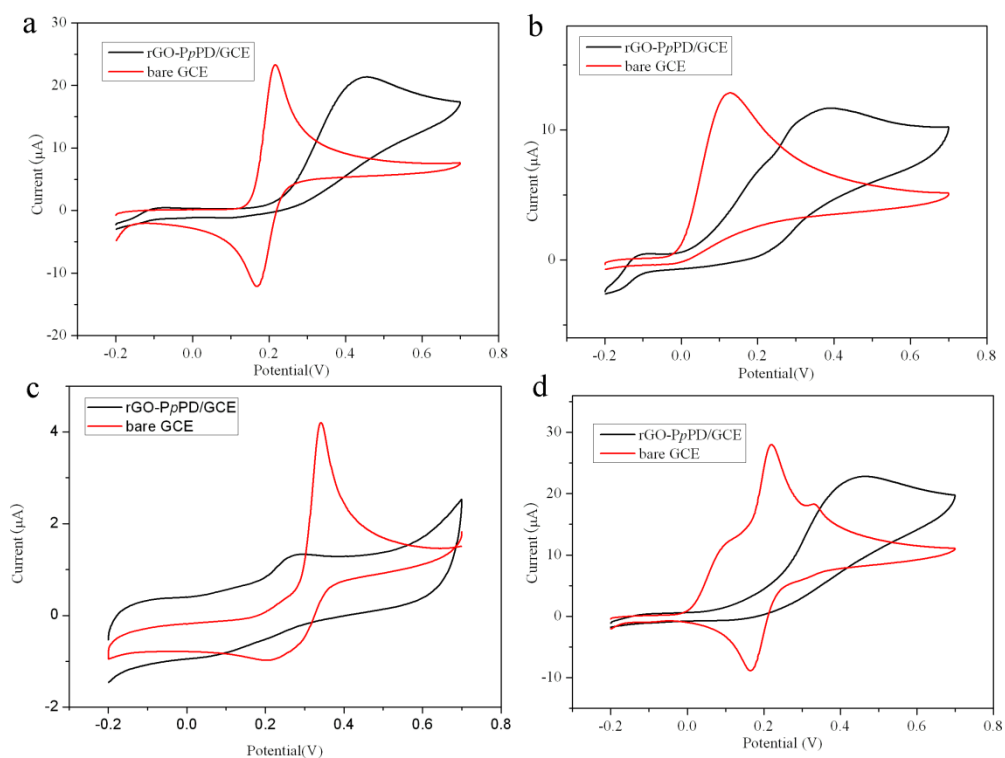 a
30
20
10
0
-10
-20
Current (μA)
rGO-PpPD/GCE
bare GCE
-0.2
0.0
0.2
0.4
0.6
0.8
Potential(V)
b
10
0
Current (μA)
rGO-PpPD/GCE
bare GCE
-0.2
0.0
0.2
0.4
0.6
0.8
Potential(V)
c
4
2
0
-2
Current (μA)
rGO-PpPD/GCE
bare GCE
-0.2
0.0
0.2
0.4
0.6
0.8
Potential(V)
d
30
20
10
0
-10
Current (μA)
rGO-PpPD/GCE
bare GCE
-0.2
0.0
0.2
0.4
0.6
0.8
Potential(V)